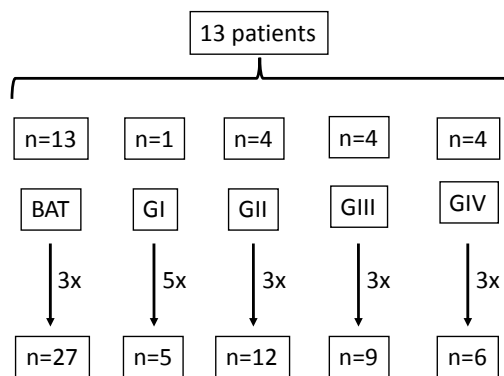 13 patients
n=13 n=1 n=4 n=4 n=4
BAT GI GII GIII GIV
3x 5x 3x 3x 3x
n=27 n=5 n=12 n=9 n=6